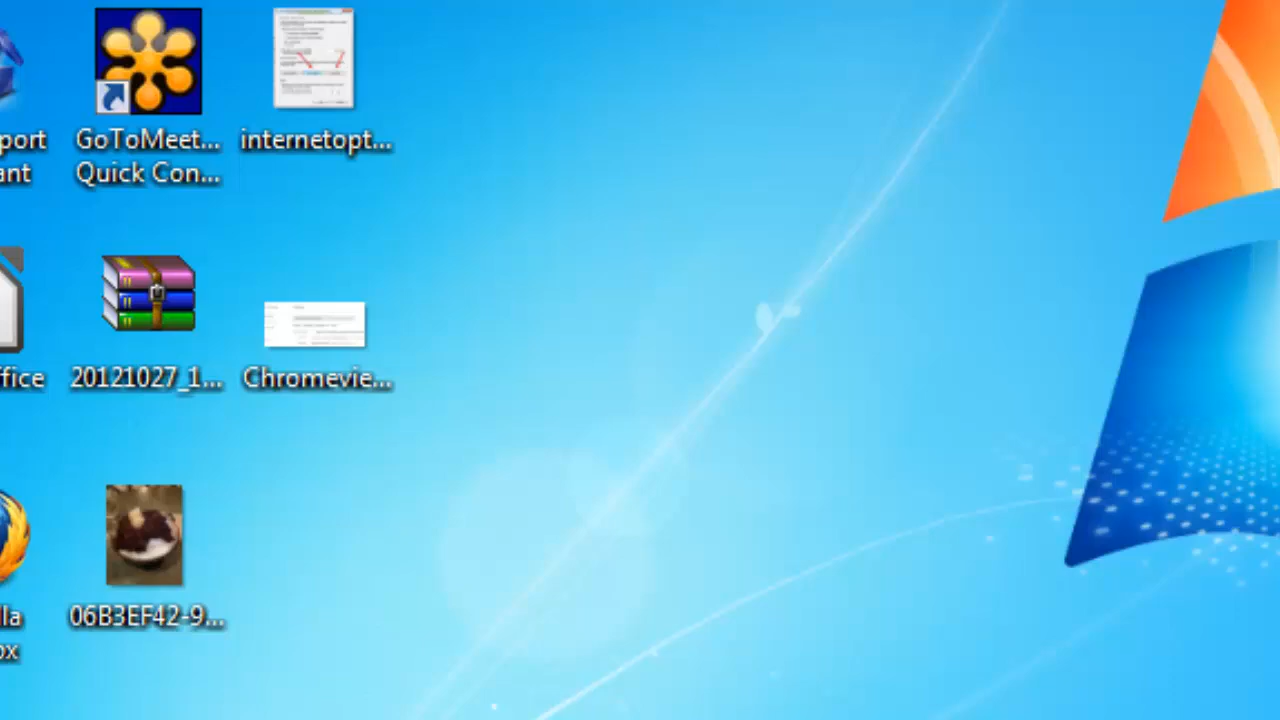 port
ant
GoToMeet...
Quick Con...
internetopt...
ffice
20121027_1...
Chromevie...
lla
ox
06B3EF42-9...